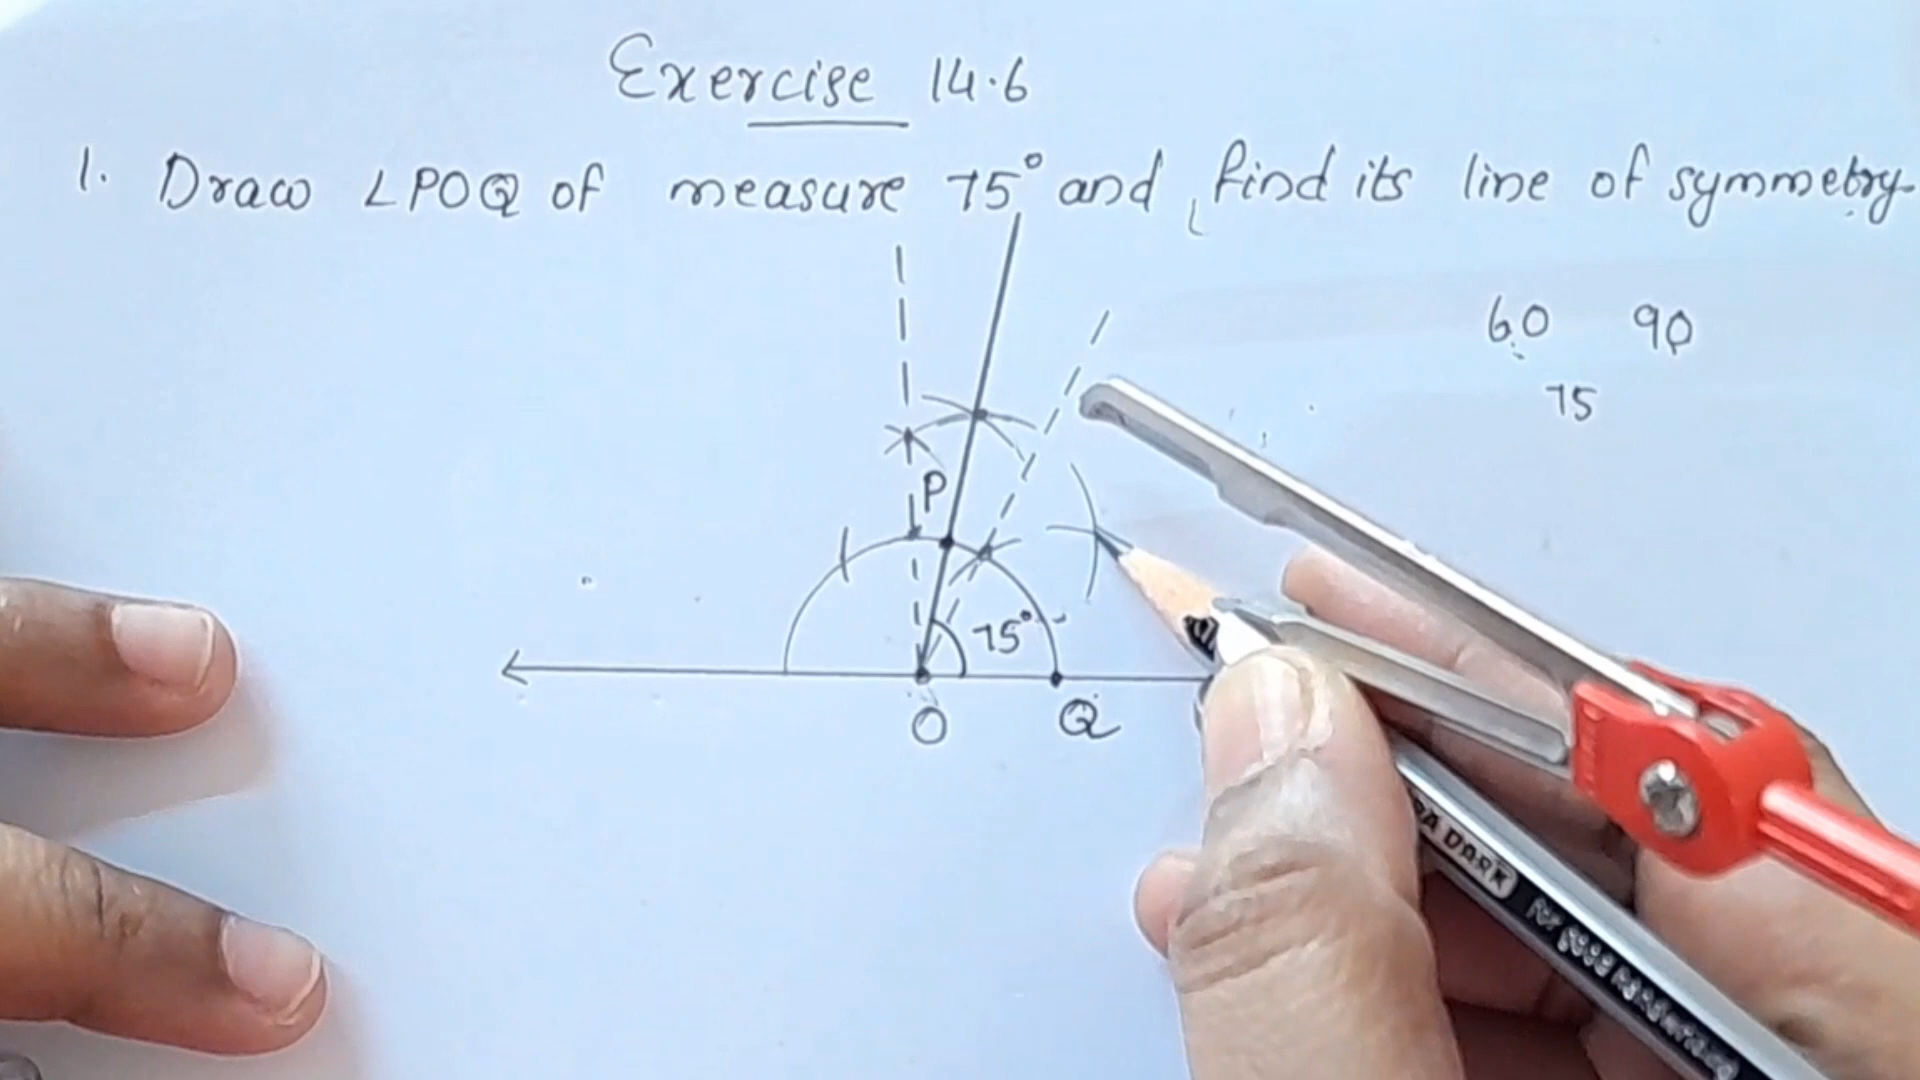 Exercise 14.6
1. Draw ∠POQ of measure 75° and find its line of symmetry.
60 90
75
P
75°
O Q
DARK